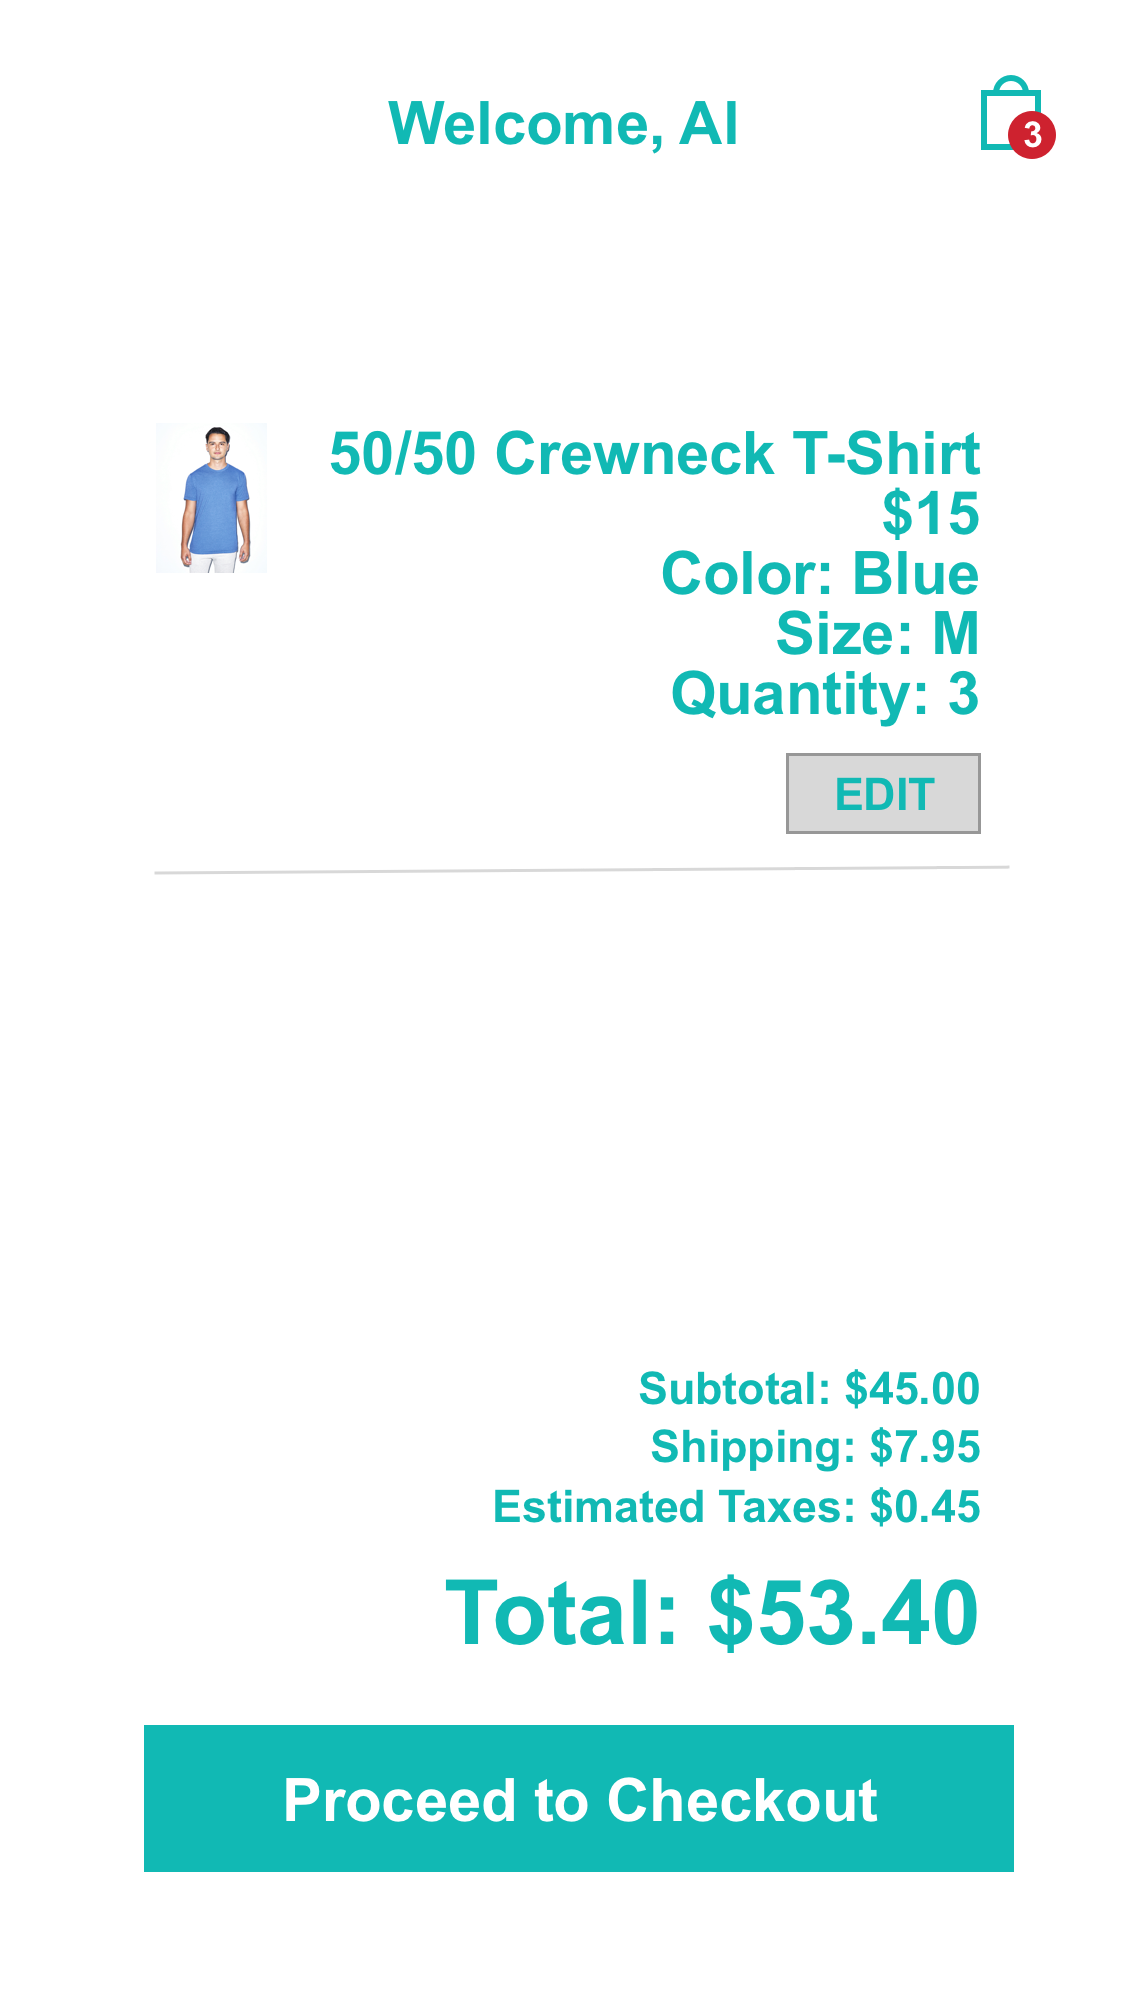 Welcome, Al
3
50/50 Crewneck T-Shirt
$15
Color: Blue
Size: M
Quantity: 3
EDIT
Subtotal: $45.00
Shipping: $7.95
Estimated Taxes: $0.45
Total: $53.40
Proceed to Checkout